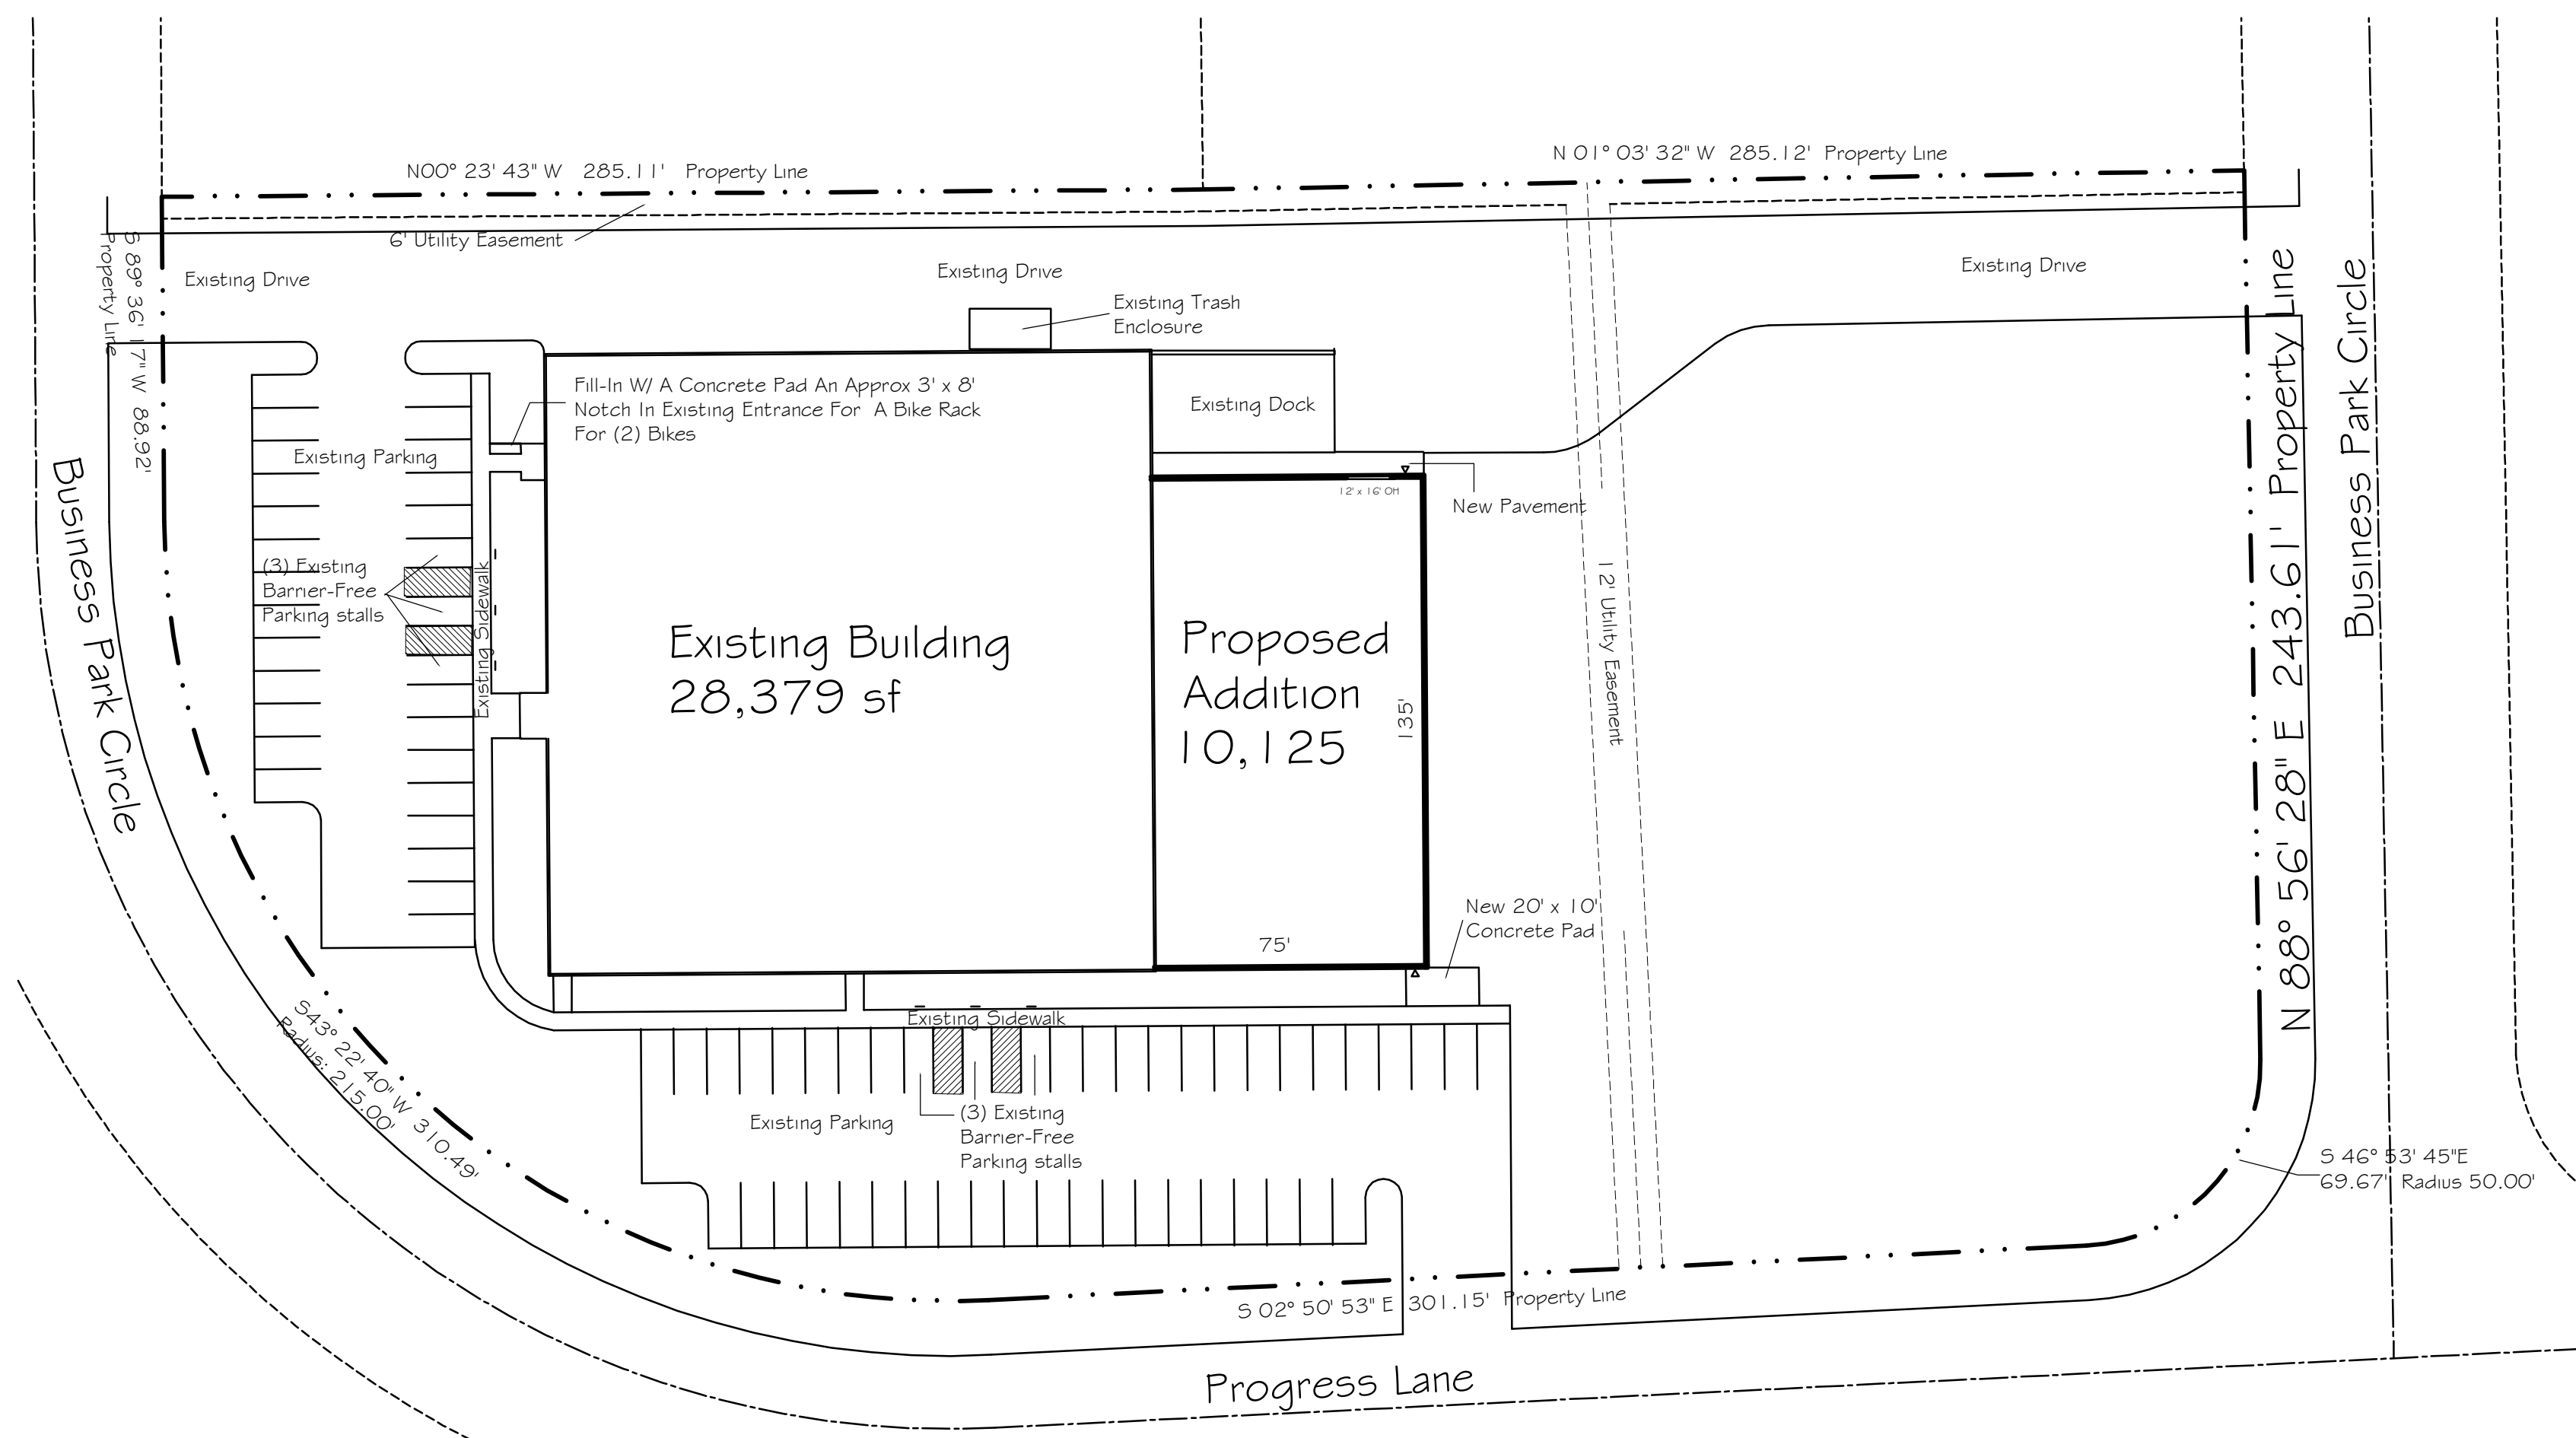 N00° 23' 43" W 285.11' Property Line
N 01° 03' 32" W 285.12' Property Line
6' Utility Easement
S 89° 36' 17" W 88.92'
Property Line
Existing Drive
Existing Drive
Existing Drive
Existing Trash
Enclosure
Fill-In W/ A Concrete Pad An Approx 3' x 8'
Notch In Existing Entrance For A Bike Rack
For (2) Bikes
Existing Dock
Existing Parking
12' x 16' OH
New Pavement
(3) Existing
Barrier-Free
Parking stalls
Existing Sidewalk
Business Park Circle
Existing Building
28,379 sf
Proposed
Addition
10,125
135'
75'
12' Utility Easement
N 88° 56' 28" E 243.61' Property Line
Business Park Circle
New 20' x 10'
Concrete Pad
Existing Sidewalk
S43° 22' 40" W 310.49'
Radius: 215.00'
Existing Parking
(3) Existing
Barrier-Free
Parking stalls
S 46° 53' 45"E
69.67' Radius 50.00'
S 02° 50' 53" E 301.15' Property Line
Progress Lane